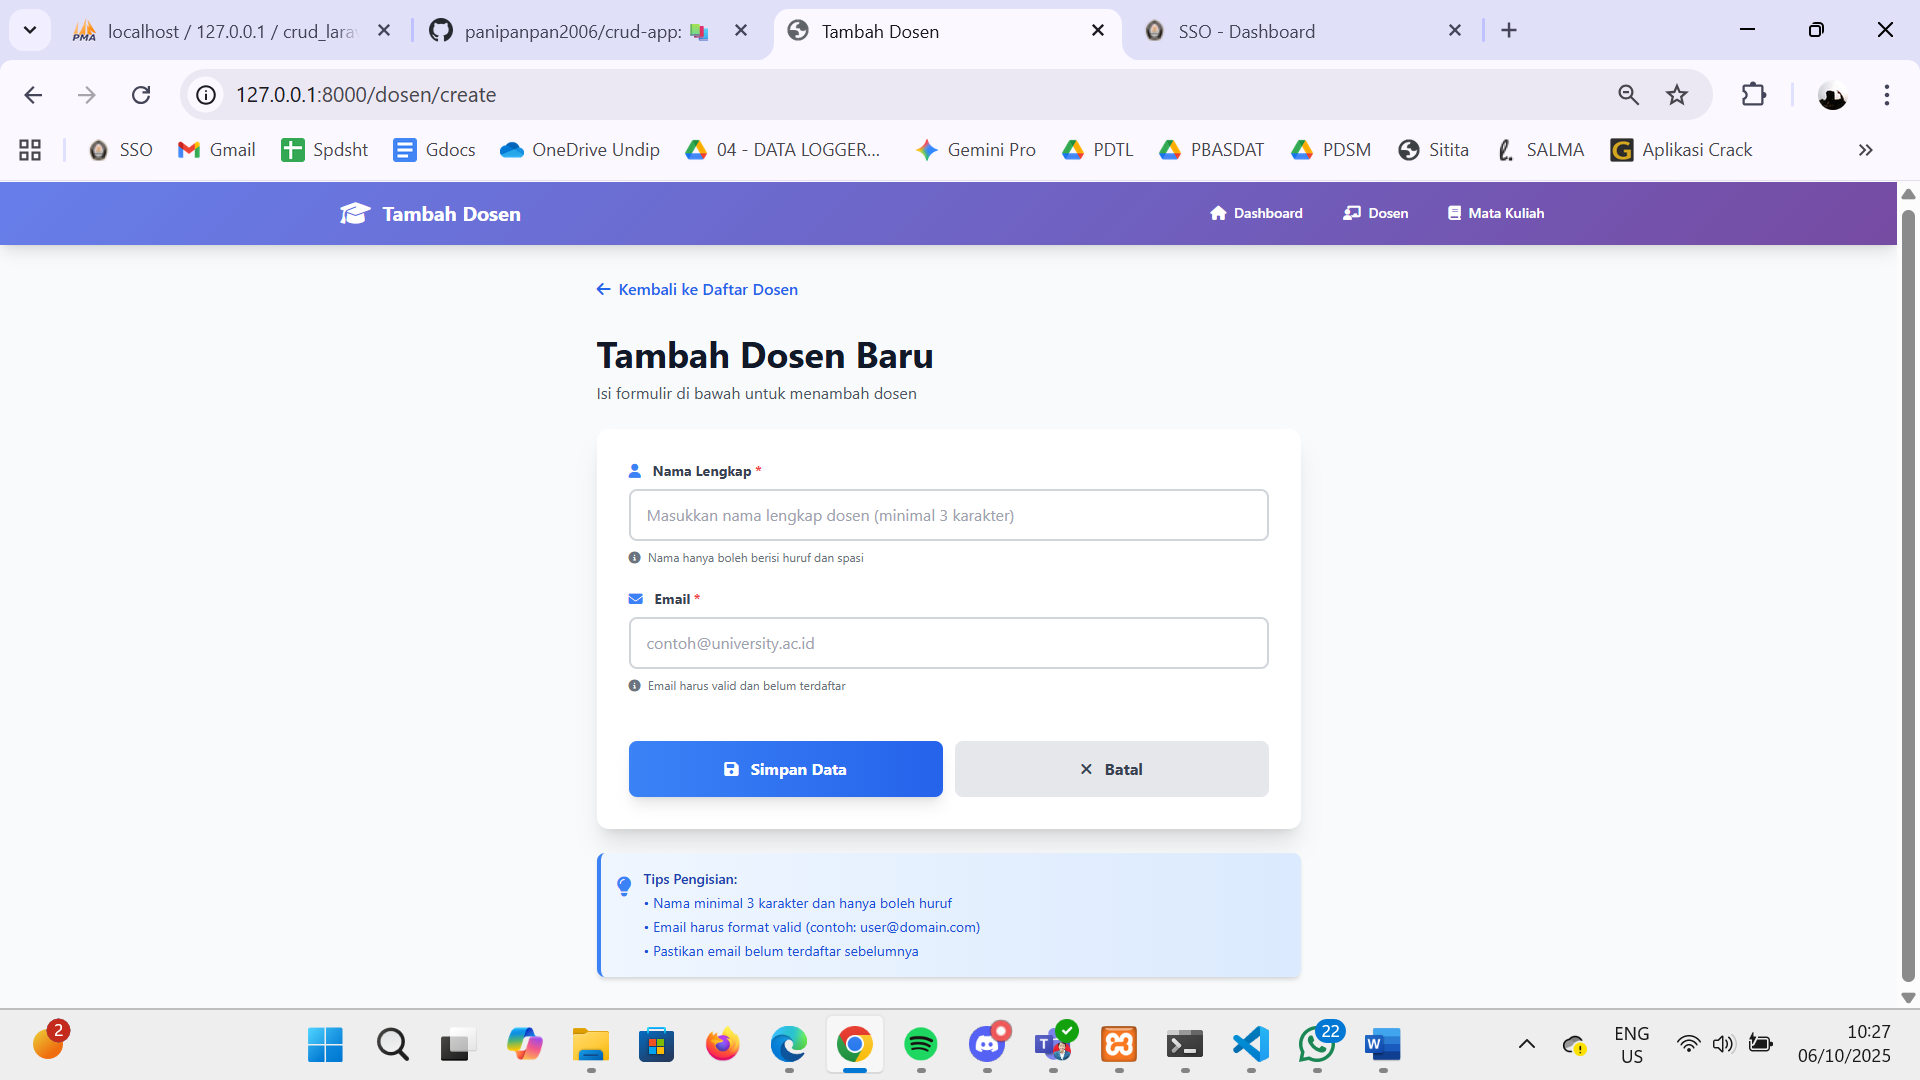 localhost / 127.0.0.1 / crud_lara
panipanpan2006/crud-app:
Tambah Dosen
SSO - Dashboard
127.0.0.1:8000/dosen/create
SSO
Gmail
Spdsht
Gdocs
OneDrive Undip
04 - DATA LOGGER...
Gemini Pro
PDTL
PBASDAT
PDSM
Sitita
SALMA
Aplikasi Crack
Tambah Dosen
Dashboard
Dosen
Mata Kuliah
Kembali ke Daftar Dosen
Tambah Dosen Baru
Isi formulir di bawah untuk menambah dosen
Nama Lengkap *
Masukkan nama lengkap dosen (minimal 3 karakter)
Nama hanya boleh berisi huruf dan spasi
Email *
contoh@university.ac.id
Email harus valid dan belum terdaftar
Simpan Data
Batal
Tips Pengisian:
• Nama minimal 3 karakter dan hanya boleh huruf
• Email harus format valid (contoh: user@domain.com)
• Pastikan email belum terdaftar sebelumnya
2
22
ENG
US
10:27
06/10/2025